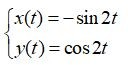 x(t) = −sin 2t
y(t) = cos 2t